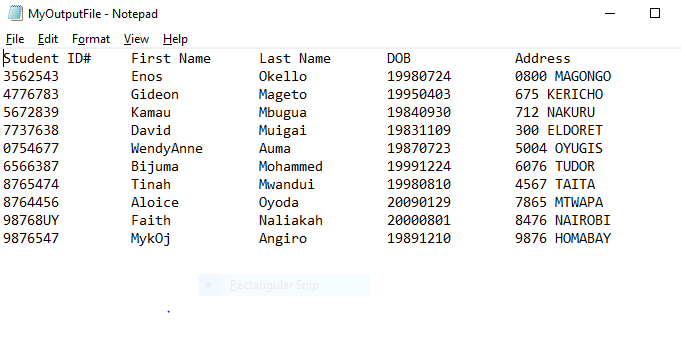 MyOutputFile - Notepad
File Edit Format View Help
Student ID# First Name Last Name DOB Address
3562543 Enos Okello 19980724 0800 MAGONGO
4776783 Gideon Mageto 19950403 675 KERICHO
5672839 Kamau Mbugua 19840930 712 NAKURU
7737638 David Muigai 19831109 300 ELDORET
0754677 WendyAnne Auma 19870723 5004 OYUGIS
6566387 Bijuma Mohammed 19991224 6076 TUDOR
8765474 Tinah Mwandui 19980810 4567 TAITA
8764456 Aloice Oyoda 20090129 7865 MTWAPA
98768UY Faith Naliakah 20000801 8476 NAIROBI
9876547 MykOj Angiro 19891210 9876 HOMABAY
Rectangular Snip